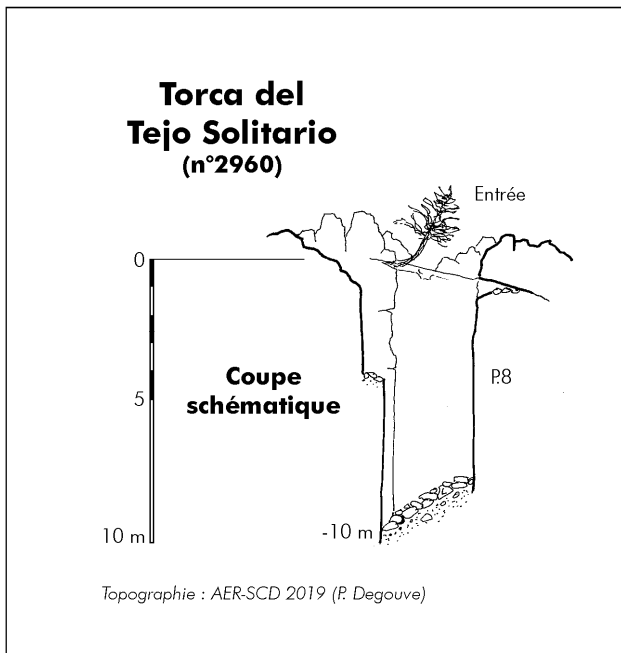 Torca del
Tejo Solitario
(n°2960)
Entrée
0
Coupe
schématique
P.8
5
10 m
-10 m
Topographie : AER-SCD 2019 (P. Degouve)